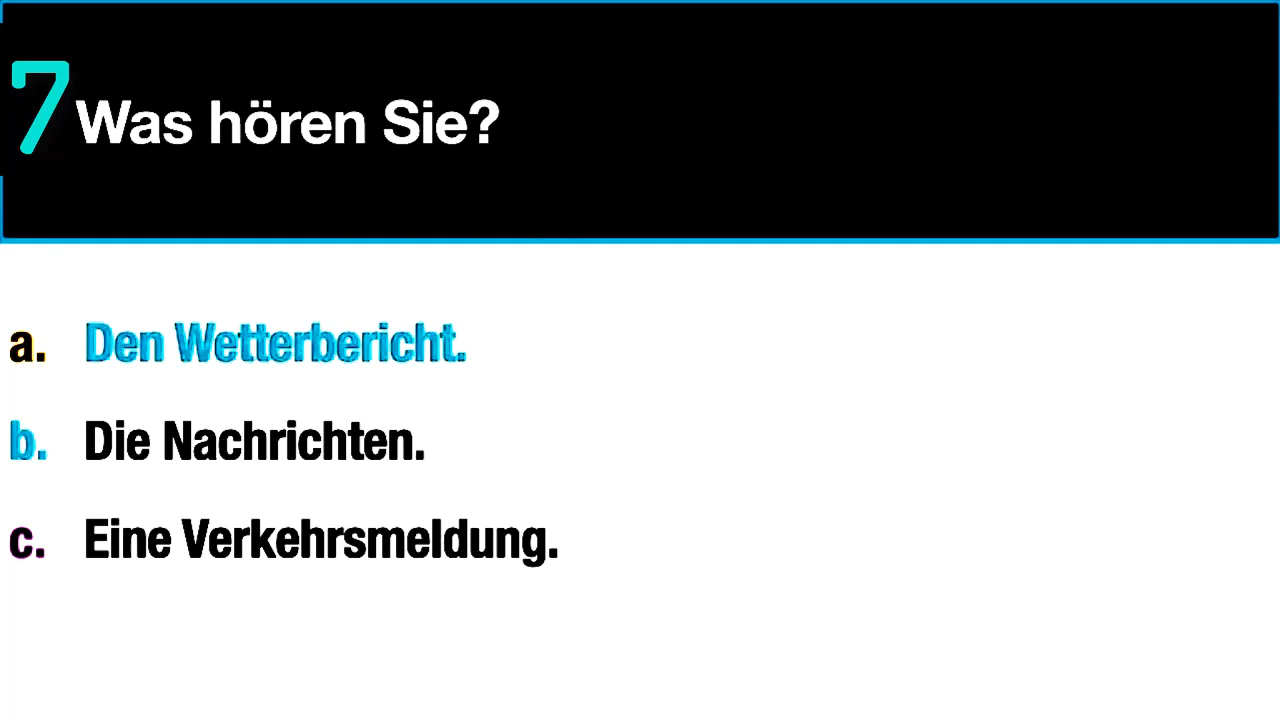 7 Was hören Sie?
a. Den Wetterbericht.
b. Die Nachrichten.
c. Eine Verkehrsmeldung.